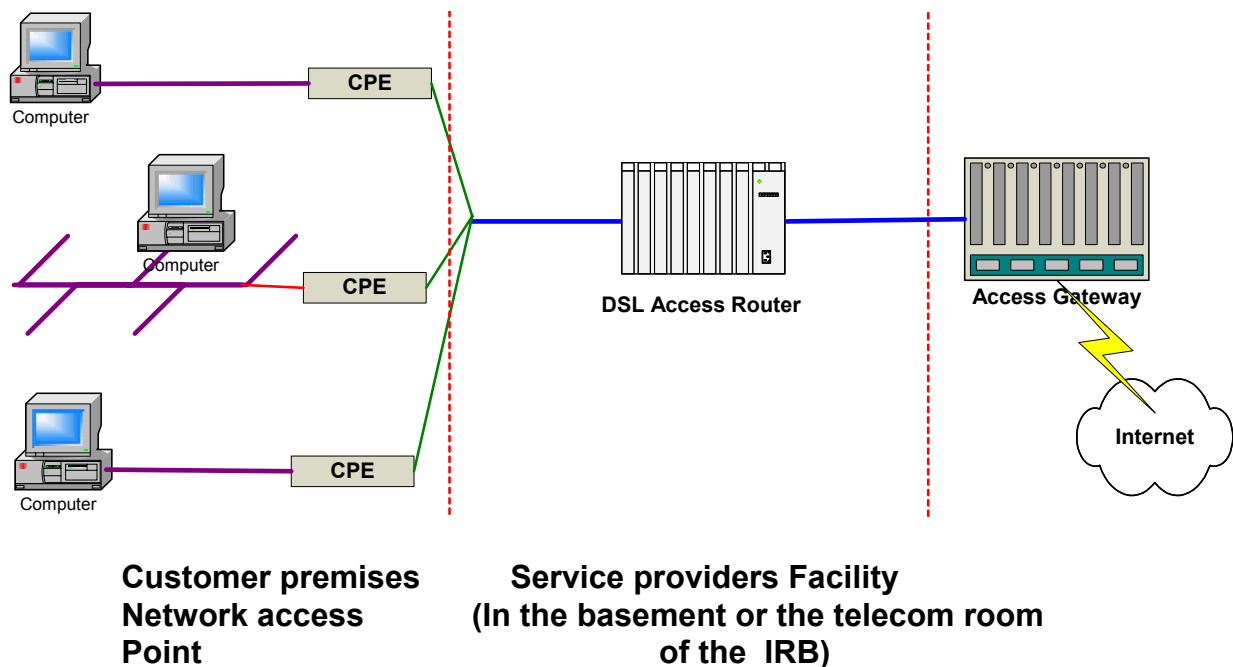 Computer
CPE
Computer
CPE
DSL Access Router
Access Gateway
Computer
CPE
Internet
Customer premises
Network access
Point
Service providers Facility
(In the basement or the telecom room
of the IRB)